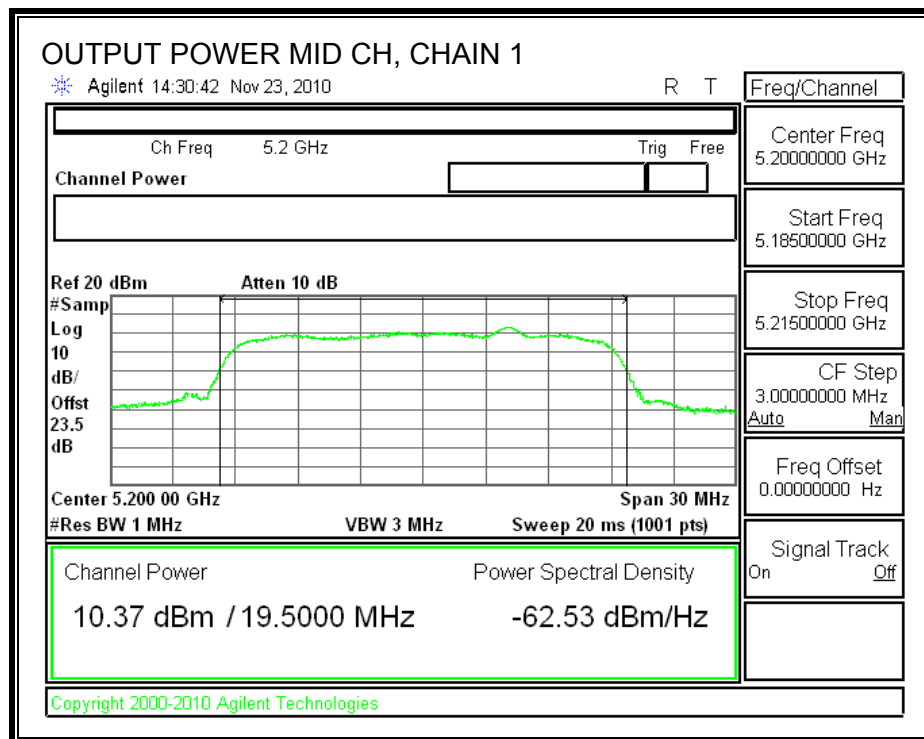 OUTPUT POWER MID CH, CHAIN 1
Agilent 14:30:42 Nov 23, 2010 R T
Ch Freq 5.2 GHz Trig Free
Channel Power
Ref 20 dBm Atten 10 dB
#Samp
Log
10
dB/
Offst
23.5
dB
Center 5.200 00 GHz Span 30 MHz
#Res BW 1 MHz VBW 3 MHz Sweep 20 ms (1001 pts)
Channel Power Power Spectral Density
10.37 dBm / 19.5000 MHz -62.53 dBm/Hz
Copyright 2000-2010 Agilent Technologies
Freq/Channel
Center Freq
5.20000000 GHz
Start Freq
5.18500000 GHz
Stop Freq
5.21500000 GHz
CF Step
3.00000000 MHz
Auto Man
Freq Offset
0.00000000 Hz
Signal Track
On Off